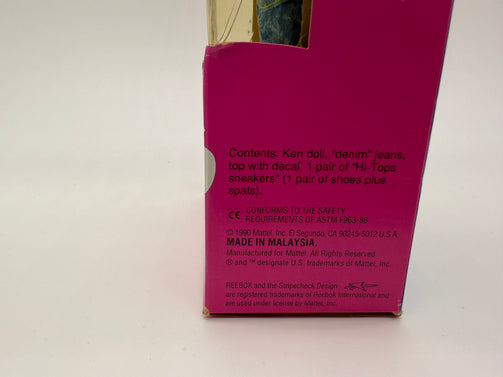 Contents: Ken doll, "denim" jeans,
top with decal, 1 pair of "Hi-Tops
sneakers" (1 pair of shoes plus
spats).
CE CONFORMS TO THE SAFETY
REQUIREMENTS OF ASTM F963-86
© 1990 Mattel, Inc. El Segundo, CA 90245-5012 U.S.A.
MADE IN MALAYSIA.
Manufactured for Mattel. All Rights Reserved
® and ™ designate U.S. trademarks of Mattel, Inc.
REEBOK and the Stripecheck Design
are registered trademarks of Reebok International and
are used under license by Mattel, Inc.